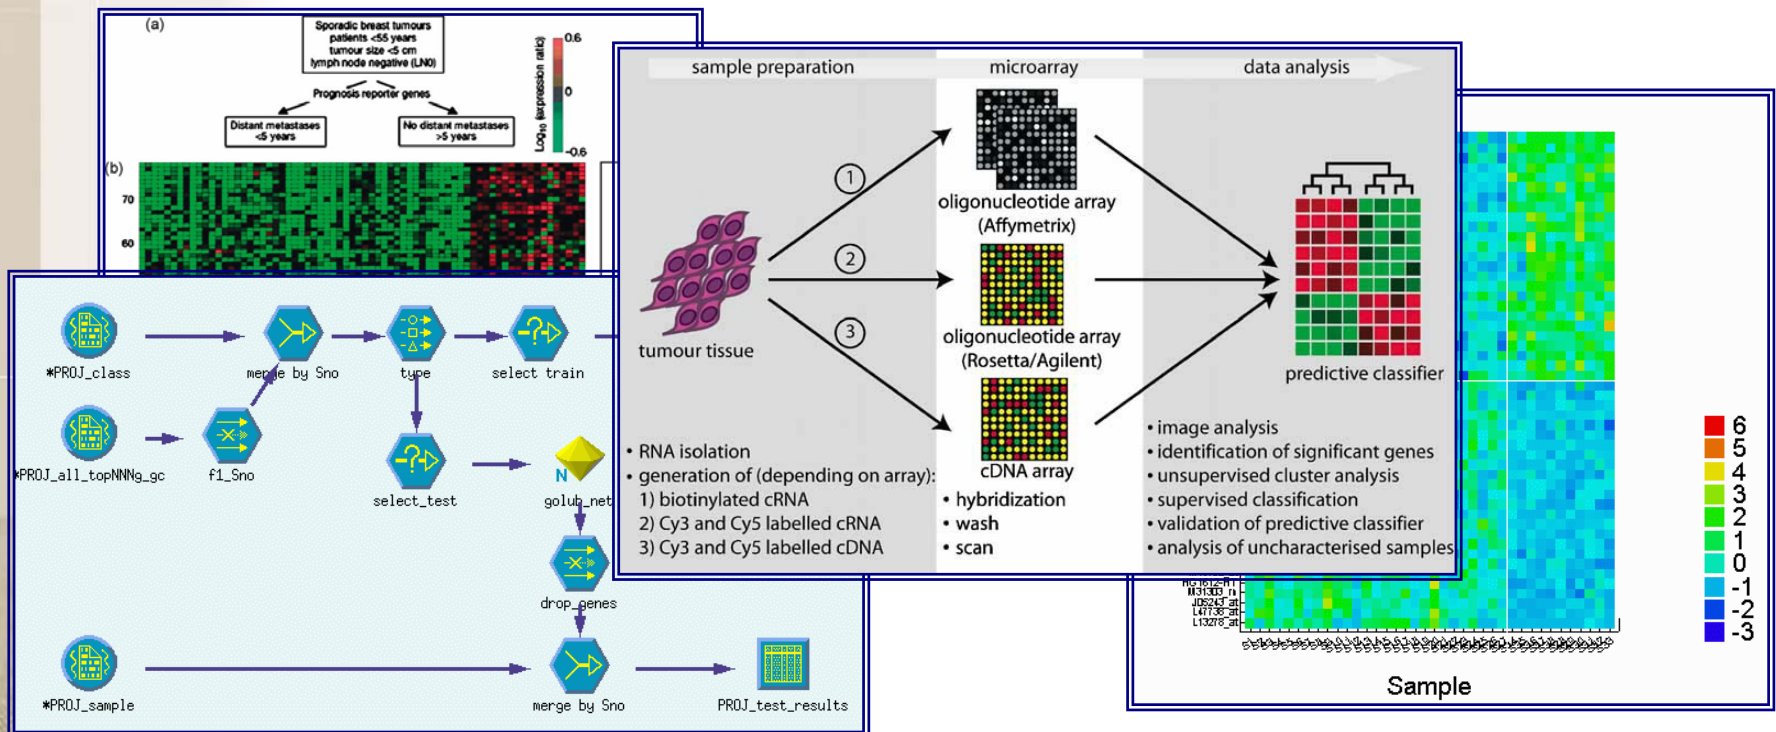 (a)
Sporadic breast tumours
patients <55 years
tumour size <5 cm
lymph node negative (LN0)
Prognosis reporter genes
Distant metastases
<5 years
No distant metastases
>5 years
Log10 (expression ratio)
0.6
0
-0.6
(b)
70
60
sample preparation
microarray
data analysis
1
2
3
tumour tissue
oligonucleotide array
(Affymetrix)
oligonucleotide array
(Rosetta/Agilent)
cDNA array
predictive classifier
• RNA isolation
• generation of (depending on array):
1) biotinylated cRNA
2) Cy3 and Cy5 labelled cRNA
3) Cy3 and Cy5 labelled cDNA
• hybridization
• wash
• scan
• image analysis
• identification of significant genes
• unsupervised cluster analysis
• supervised classification
• validation of predictive classifier
• analysis of uncharacterised samples
*PROJ_class
merge by Sno
type
select train
*PROJ_all_topNNNg_gc
f1_Sno
select_test
N
golub_net
drop_genes
*PROJ_sample
merge by Sno
PROJ_test_results
L47738_at
L13278_at
Sample
6
5
4
3
2
1
0
-1
-2
-3